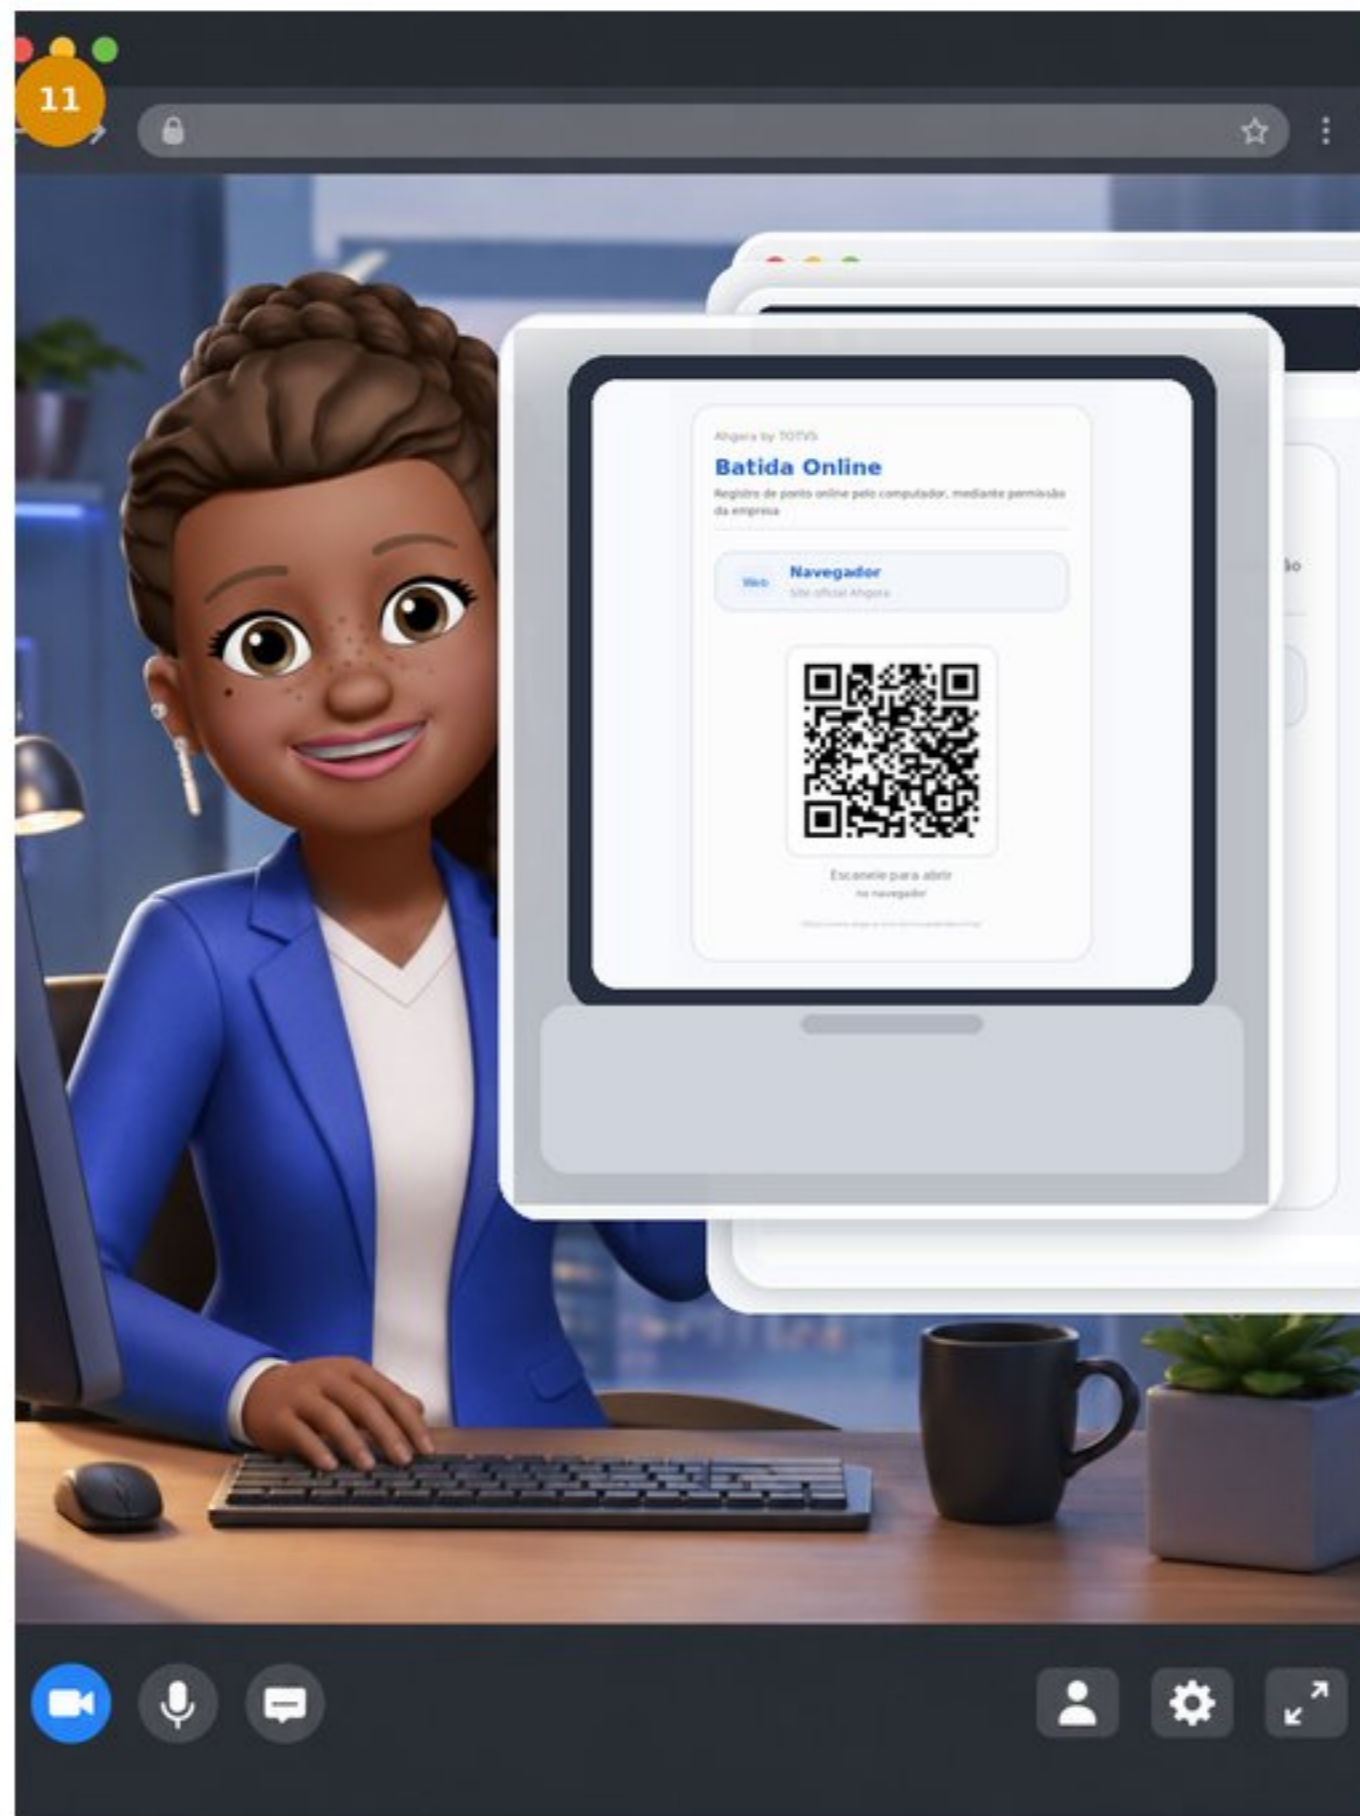 11
Ahgora by TOTVS
Batida Online
Registro de ponto online pelo computador, mediante permissão
da empresa
Web
Navegador
Site oficial Ahgora
ão
Escaneie para abrir
no navegador